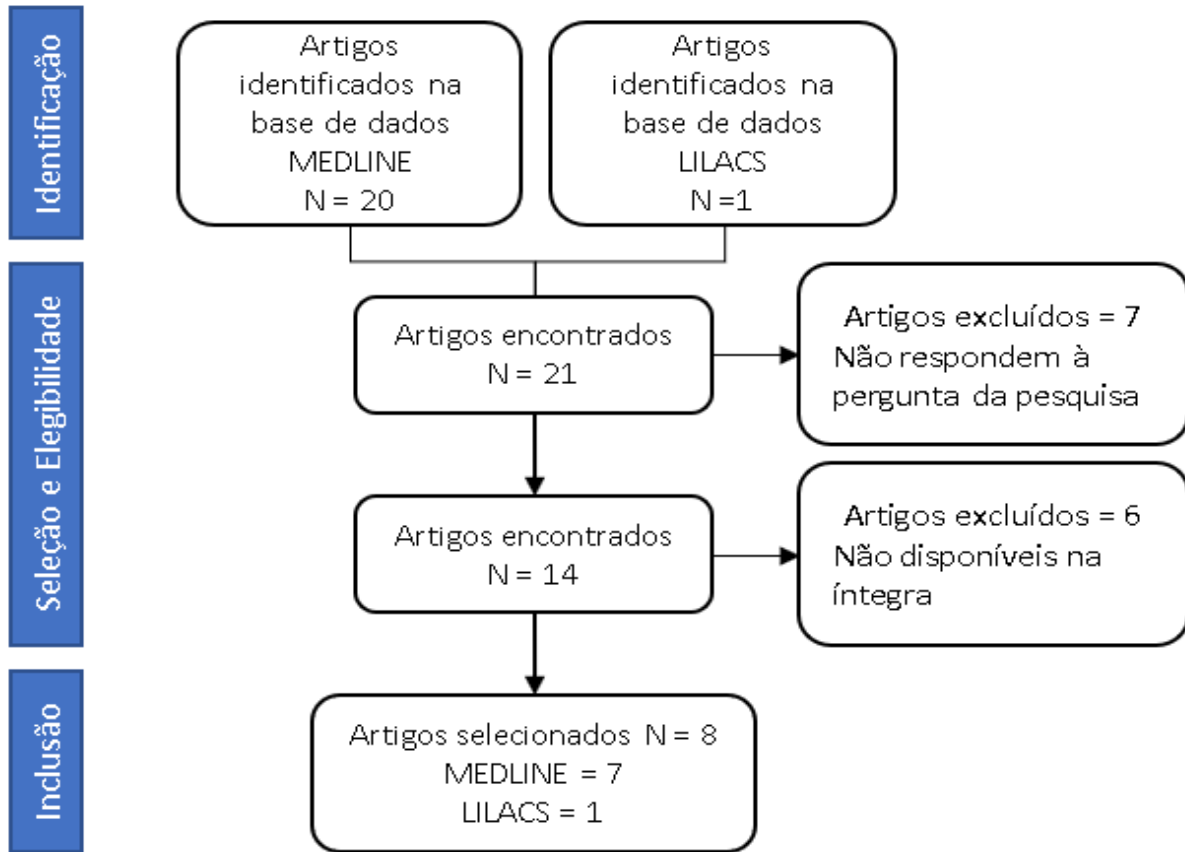 Identificação
Artigos
identificados na
base de dados
MEDLINE
N = 20
Artigos
identificados na
base de dados
LILACS
N =1
Seleção e Elegibilidade
Artigos encontrados
N = 21
Artigos excluídos = 7
Não respondem à
pergunta da pesquisa
Artigos encontrados
N = 14
Artigos excluídos = 6
Não disponíveis na
íntegra
Inclusão
Artigos selecionados N = 8
MEDLINE = 7
LILACS = 1